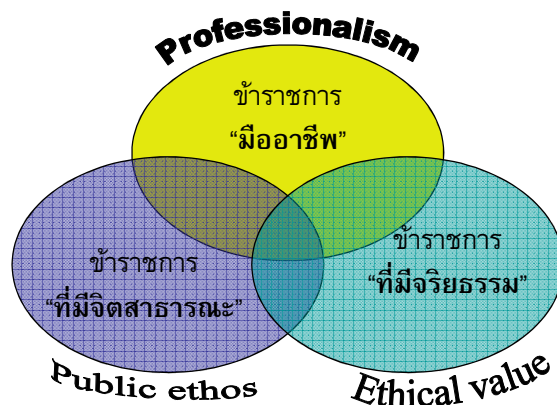 Professionalism
ข้าราชการ
“มืออาชีพ”
ข้าราชการ
“ที่มีจิตสาธารณะ”
ข้าราชการ
“ที่มีจริยธรรม”
Public ethos
Ethical value